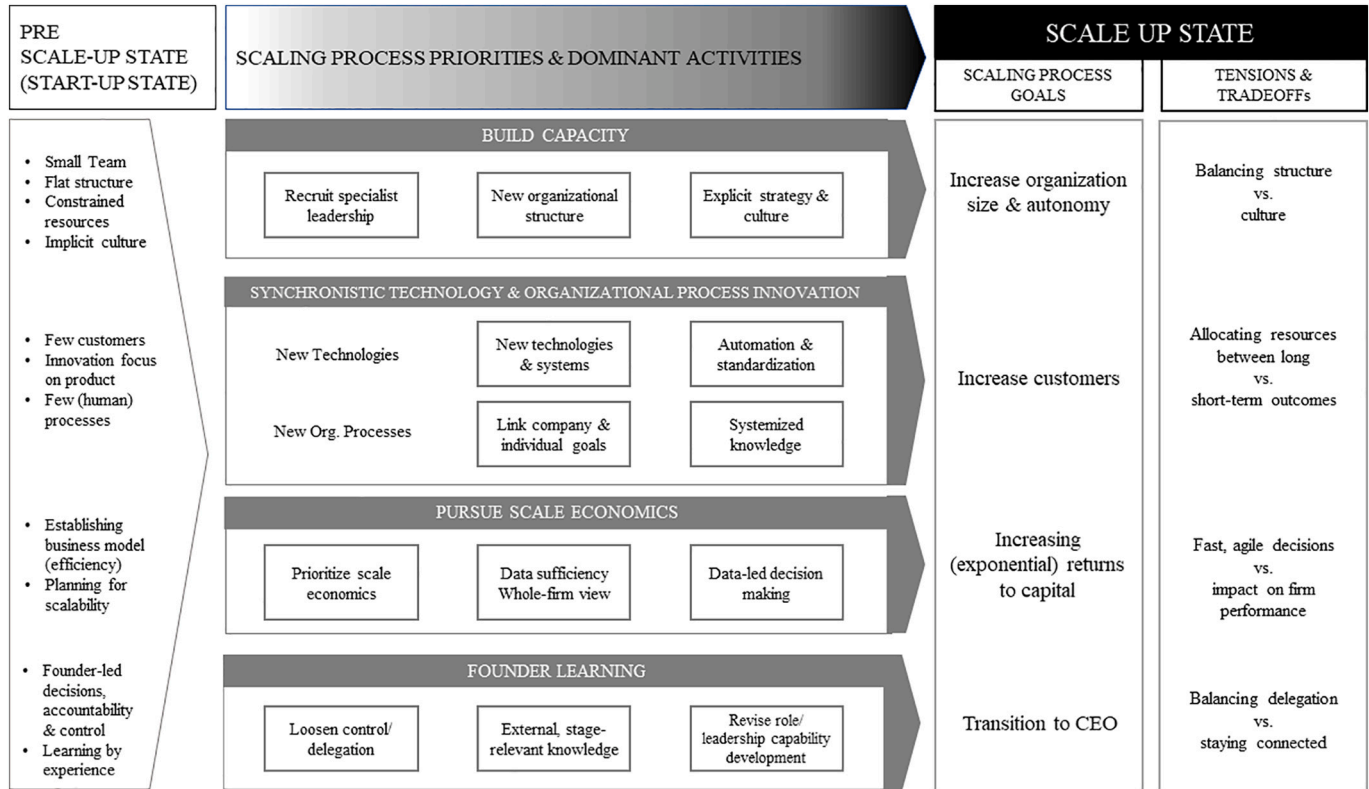 PRE
SCALE-UP STATE
(START-UP STATE)
SCALING PROCESS PRIORITIES & DOMINANT ACTIVITIES
SCALE UP STATE
SCALING PROCESS
GOALS
TENSIONS &
TRADEOFFs
• Small Team
• Flat structure
• Constrained
resources
• Implicit culture
BUILD CAPACITY
Recruit specialist
leadership
New organizational
structure
Explicit strategy &
culture
Increase organization
size & autonomy
Balancing structure
vs.
culture
• Few customers
• Innovation focus
on product
• Few (human)
processes
SYNCHRONISTIC TECHNOLOGY & ORGANIZATIONAL PROCESS INNOVATION
New Technologies
New technologies
& systems
Automation &
standardization
New Org. Processes
Link company &
individual goals
Systemized
knowledge
Increase customers
Allocating resources
between long
vs.
short-term outcomes
• Establishing
business model
(efficiency)
• Planning for
scalability
PURSUE SCALE ECONOMICS
Prioritize scale
economics
Data sufficiency
Whole-firm view
Data-led decision
making
Increasing
(exponential) returns
to capital
Fast, agile decisions
vs.
impact on firm
performance
• Founder-led
decisions,
accountability
& control
• Learning by
experience
FOUNDER LEARNING
Loosen control/
delegation
External, stage-
relevant knowledge
Revise role/
leadership capability
development
Transition to CEO
Balancing delegation
vs.
staying connected